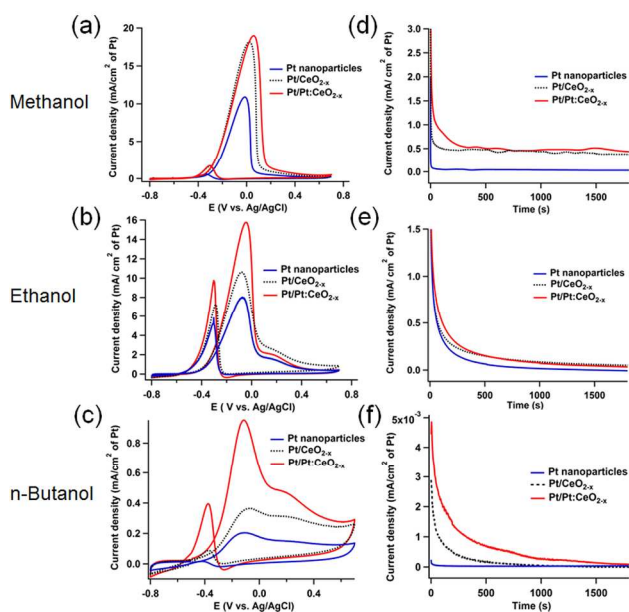 (a)
Methanol
Current density (mA/cm² of Pt)
20
15
10
5
0
Pt nanoparticles
Pt/CeO₂₋ₓ
Pt/Pt:CeO₂₋ₓ
-0.8 -0.4 0.0 0.4 0.8
E (V vs. Ag/AgCl)
(d)
Current density (mA/cm² of Pt)
3.0
2.5
2.0
1.5
1.0
0.5
0.0
Pt nanoparticles
Pt/CeO₂₋ₓ
Pt/Pt:CeO₂₋ₓ
0 500 1000 1500
Time (s)
(b)
Ethanol
Current density (mA/ cm² of Pt)
16
14
12
10
8
6
4
2
0
Pt nanoparticles
Pt/CeO₂₋ₓ
Pt/Pt:CeO₂₋ₓ
-0.8 -0.4 0.0 0.4 0.8
E ( V vs. Ag/AgCl)
(e)
Current density (mA/ cm² of Pt)
1.5
1.0
0.5
0.0
Pt nanoparticles
Pt/CeO₂₋ₓ
Pt/Pt:CeO₂₋ₓ
0 500 1000 1500
Time (s)
(c)
n-Butanol
Current density (mA/ cm² of Pt)
0.8
0.6
0.4
0.2
0.0
Pt nanoparticles
Pt/CeO₂₋ₓ
Pt/Pt:CeO₂₋ₓ
-0.8 -0.4 0.0 0.4
E (V vs. Ag/AgCl)
(f)
Current density (mA/cm² of Pt)
5x10⁻³
4
3
2
1
0
Pt nanoparticles
Pt/CeO₂₋ₓ
Pt/Pt:CeO₂₋ₓ
0 500 1000 1500
Time (s)